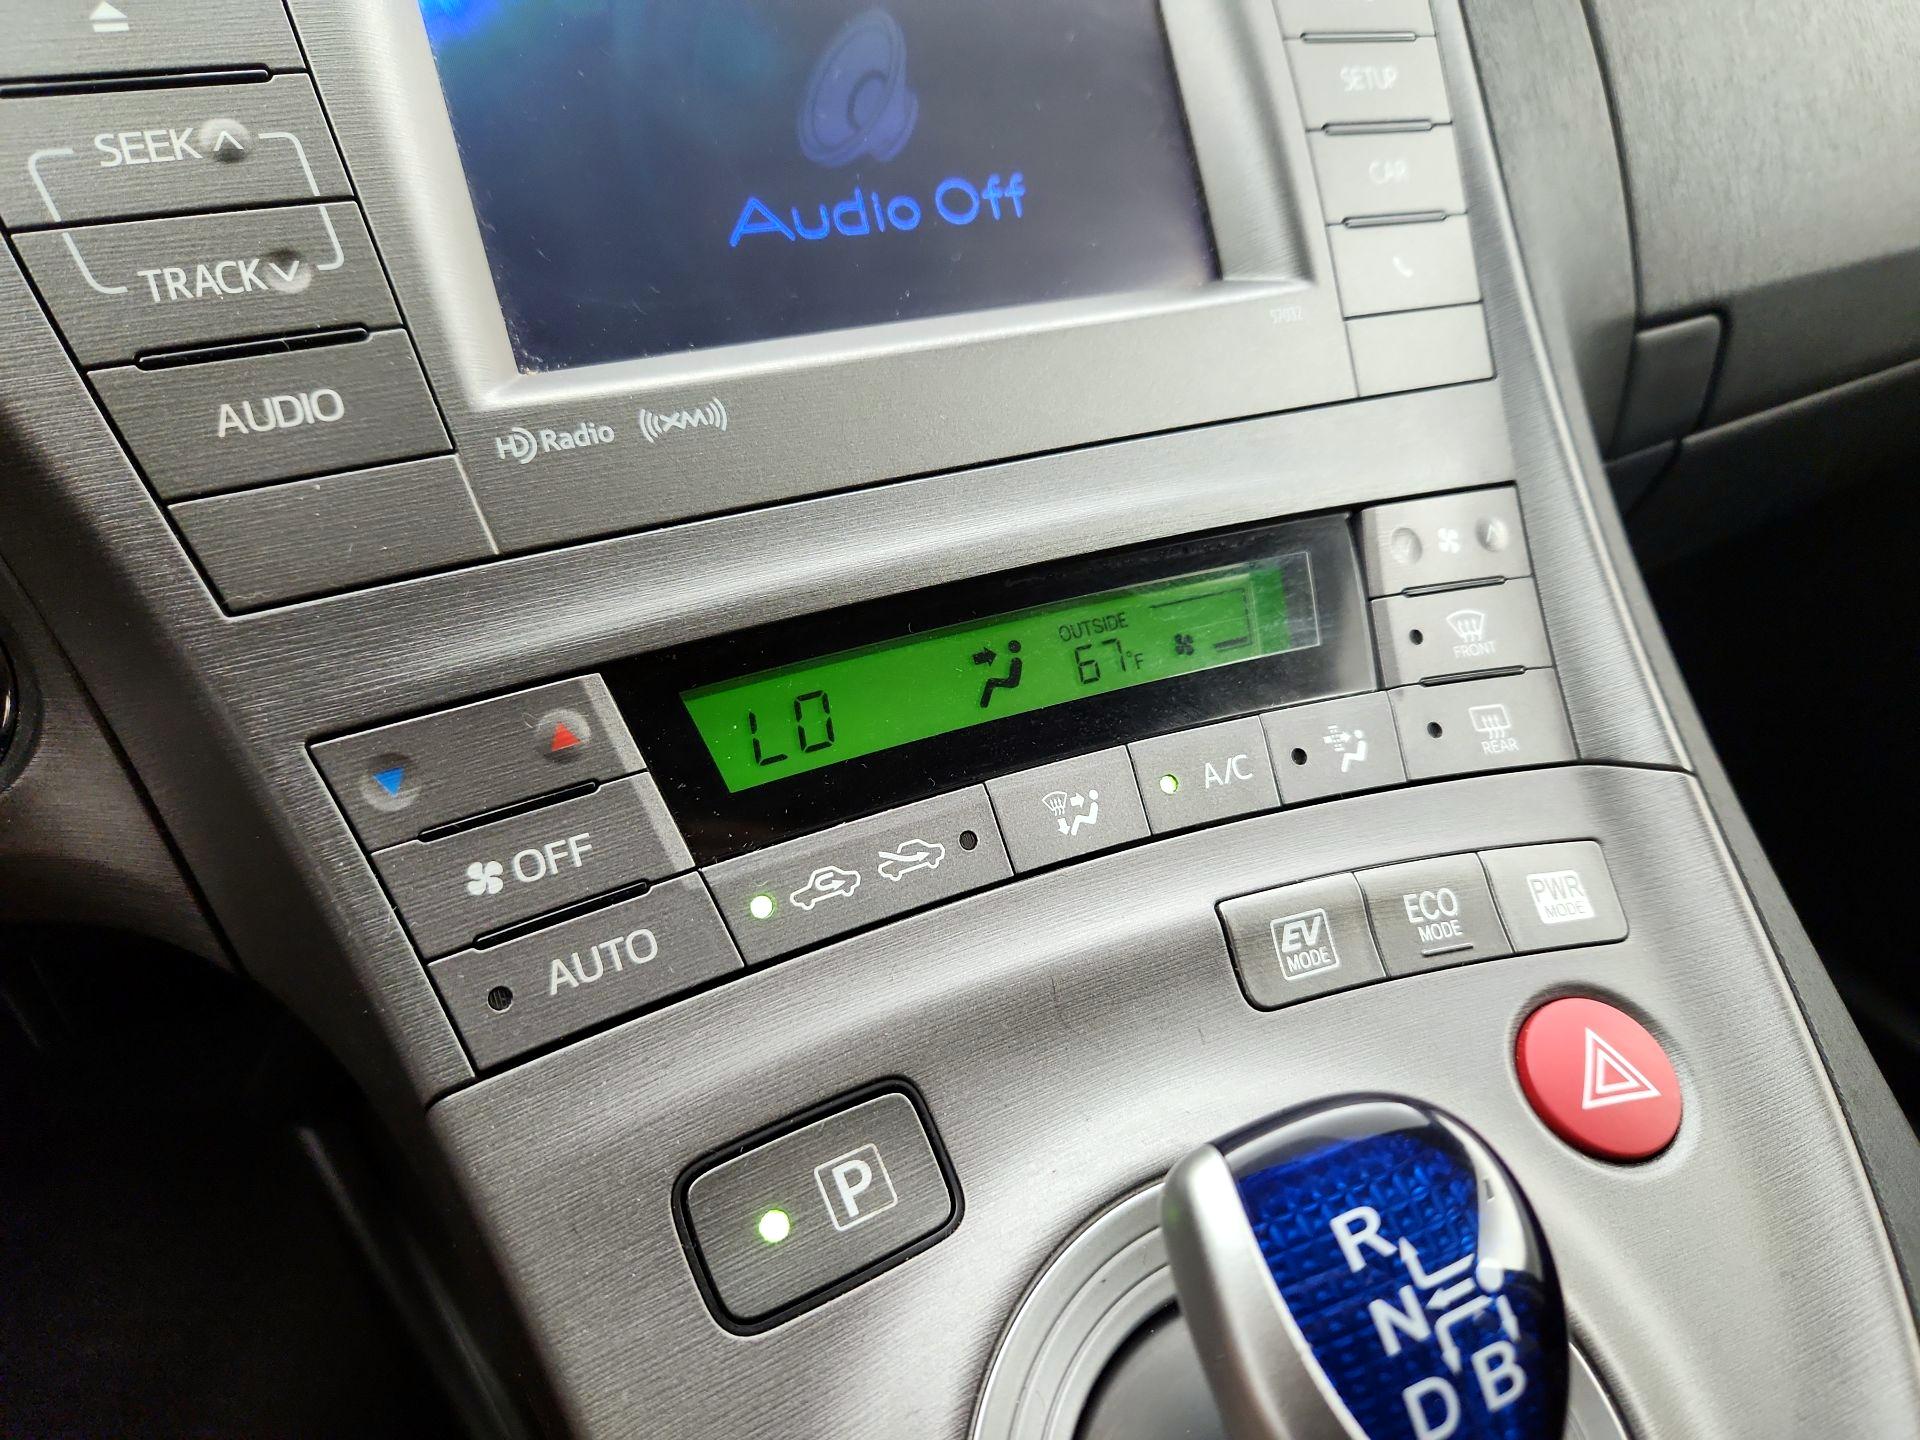 SETUP
SEEK
CAR
Audio Off
TRACK
57032
AUDIO
HD Radio ((XM))
OUTSIDE
67°F
FRONT
LO
A/C
REAR
OFF
AUTO
EV
MODE
ECO
MODE
PWR
MODE
P
R
N
D B